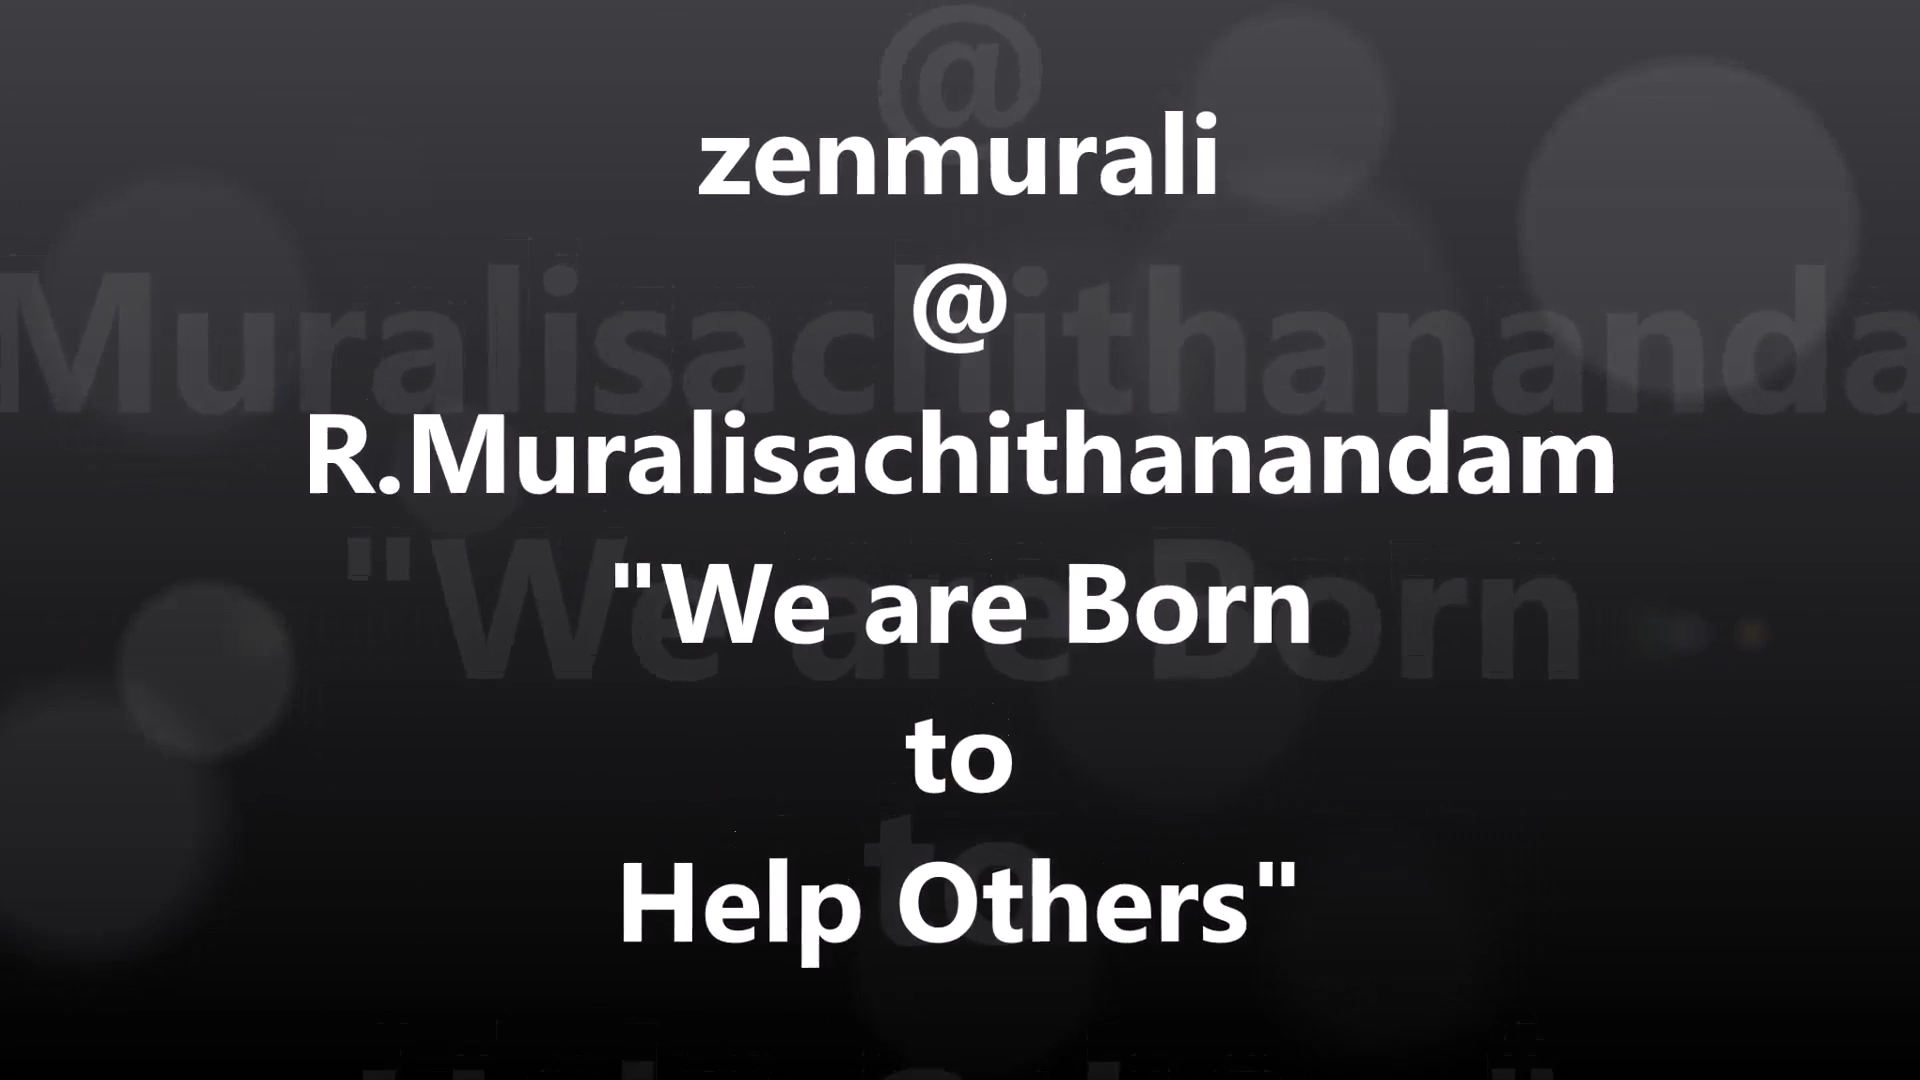 zenmurali
@
R.Muralisachithanandam
"We are Born
to
Help Others"